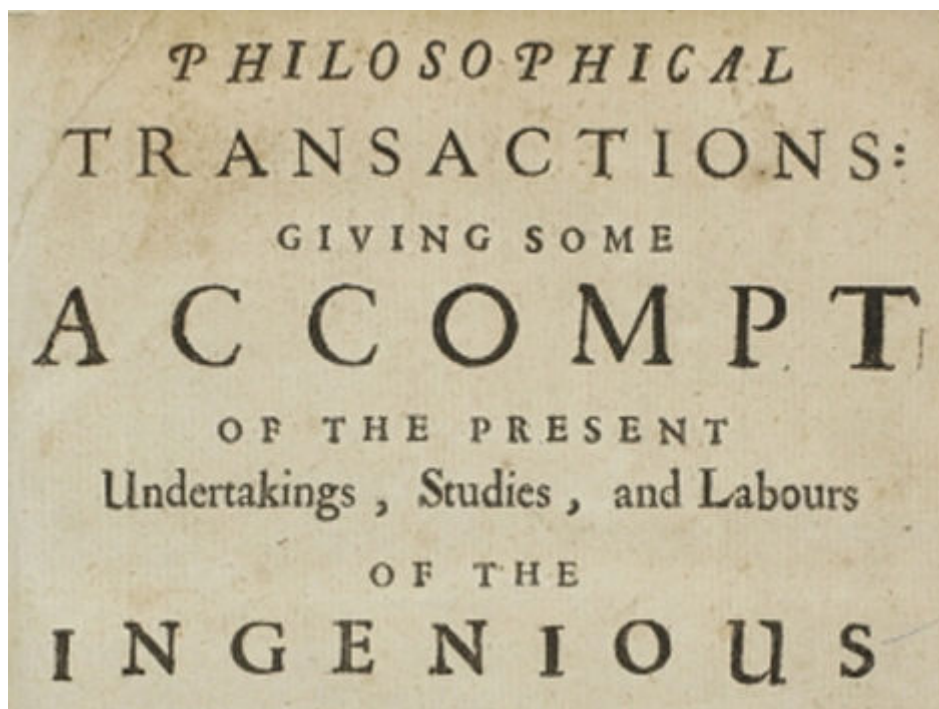 PHILOSOPHICAL
TRANSACTIONS:
GIVING SOME
ACCOMPT
OF THE PRESENT
Undertakings , Studies , and Labours
OF THE
INGENIOUS